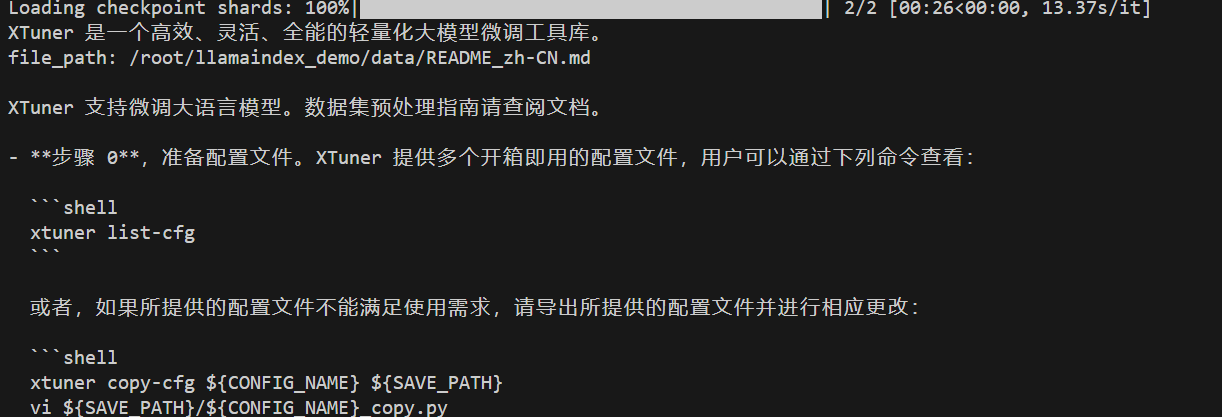 Loading checkpoint shards: 100%|██████████| 2/2 [00:26<00:00, 13.37s/it]
XTuner 是一个高效、灵活、全能的轻量化大模型微调工具库。
file_path: /root/llamaindex_demo/data/README_zh-CN.md
XTuner 支持微调大语言模型。数据集预处理指南请查阅文档。
- **步骤 0**，准备配置文件。XTuner 提供多个开箱即用的配置文件，用户可以通过下列命令查看：
```shell
xtuner list-cfg
```
或者，如果所提供的配置文件不能满足使用需求，请导出所提供的配置文件并进行相应更改：
```shell
xtuner copy-cfg ${CONFIG_NAME} ${SAVE_PATH}
vi ${SAVE_PATH}/${CONFIG_NAME}_copy.py